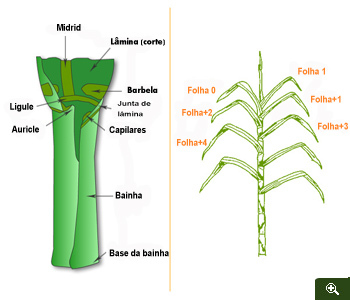 Midrid
Lâmina (corte)
Barbela
Junta de
lâmina
Ligule
Auricle
Capilares
Bainha
Base da bainha
Folha 1
Folha 0
Folha+1
Folha+2
Folha+3
Folha+4